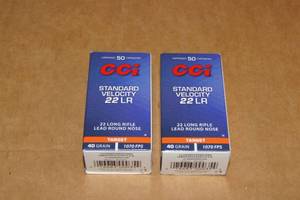 50
CCi
STANDARD
VELOCITY
22 LR
22 LONG RIFLE
LEAD ROUND NOSE
TARGET
40 GRAIN
1070 FPS
50
CCi
STANDARD
VELOCITY
22 LR
22 LONG RIFLE
LEAD ROUND NOSE
TARGET
40 GRAIN
1070 FPS